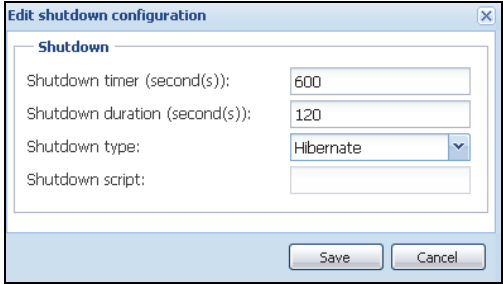 Edit shutdown configuration
Shutdown
Shutdown timer (second(s)): 600
Shutdown duration (second(s)): 120
Shutdown type: Hibernate
Shutdown script:
Save Cancel